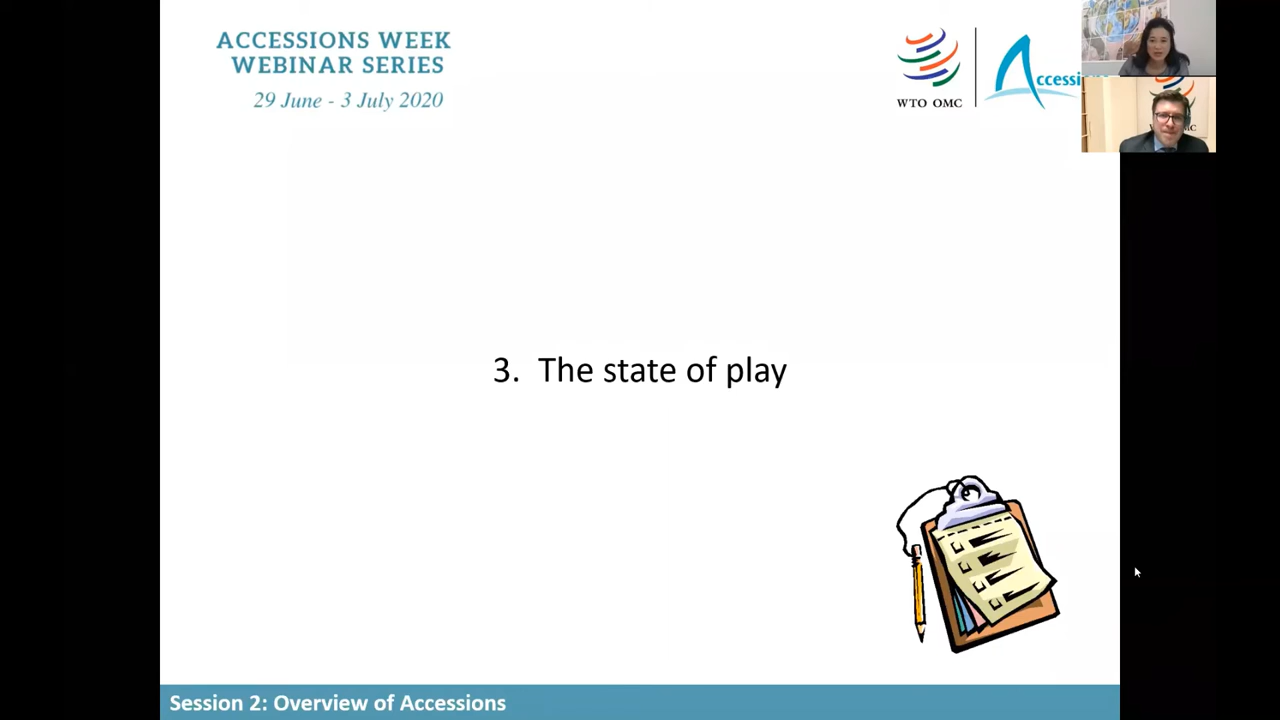 ACCESSIONS WEEK
WEBINAR SERIES
29 June - 3 July 2020
WTO OMC
3. The state of play
Session 2: Overview of Accessions